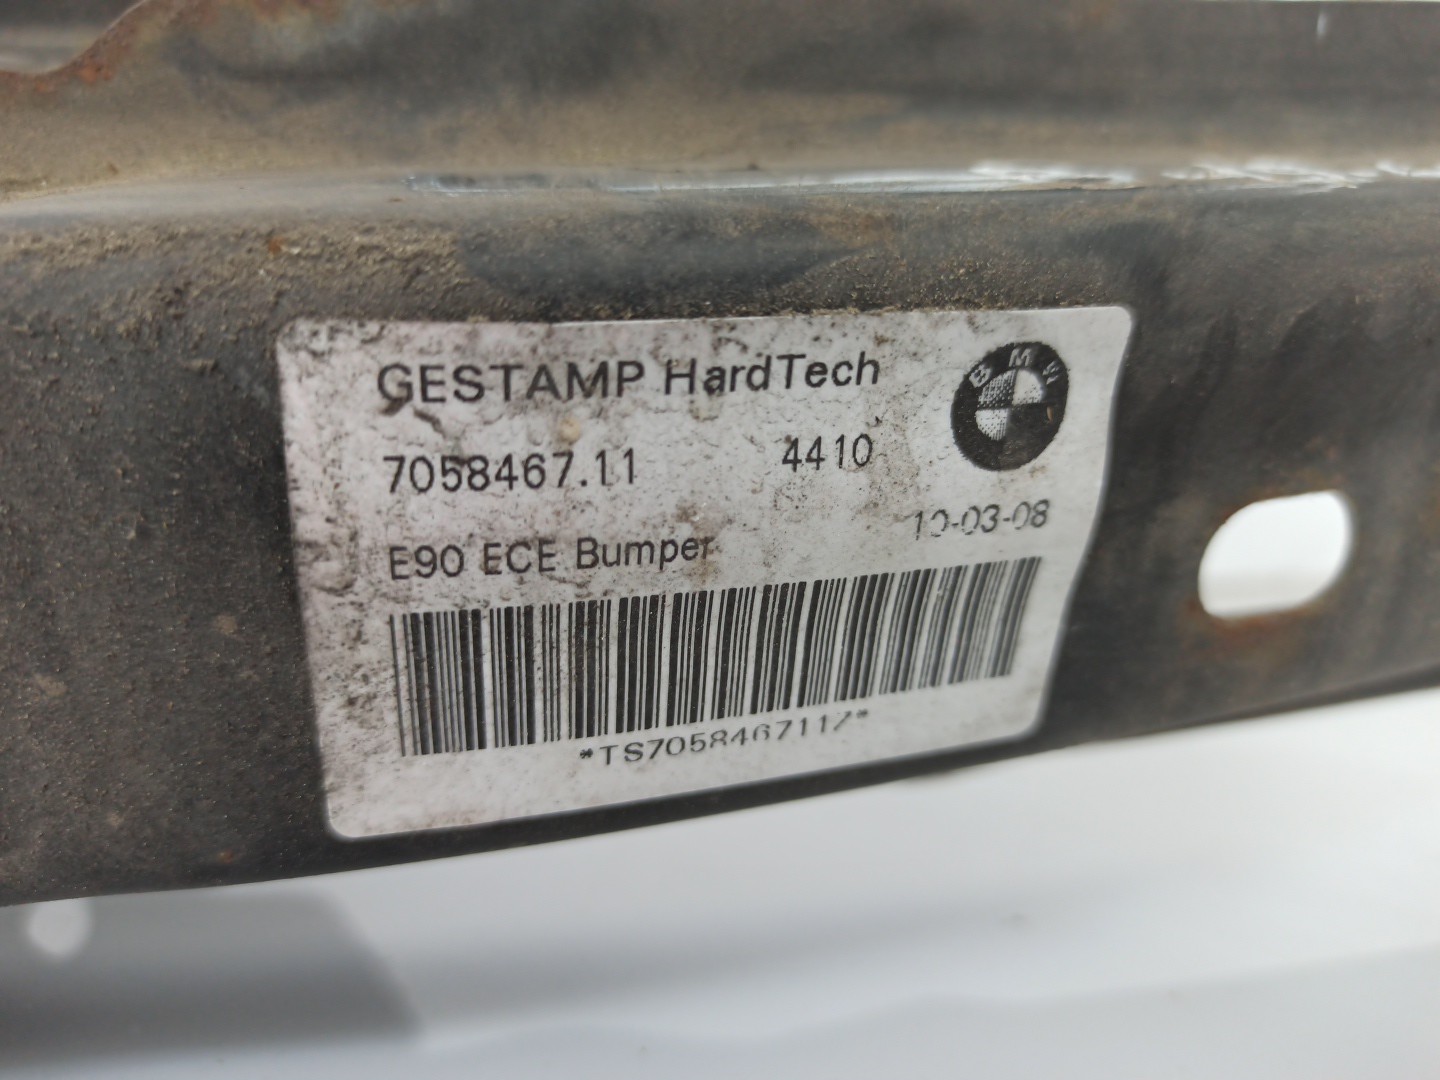 GESTAMP HardTech
BMW
7058467.11 4410
10-03-08
E90 ECE Bumper
*TS705846711Z*